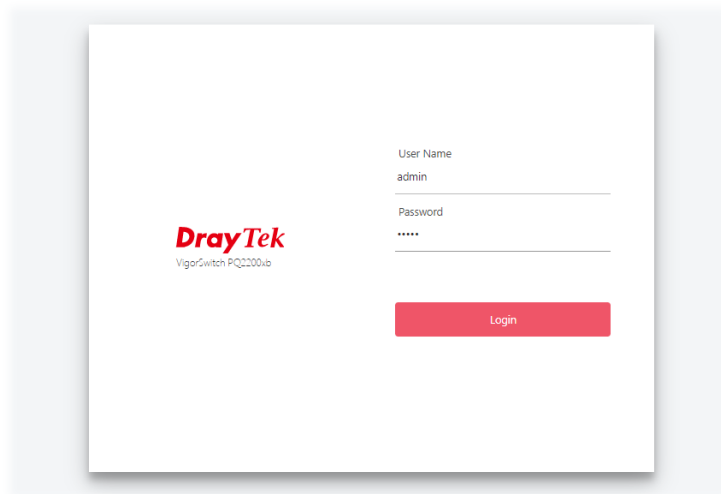 DrayTek
VigorSwitch PQ2200xb
User Name
admin
Password
•••••
Login